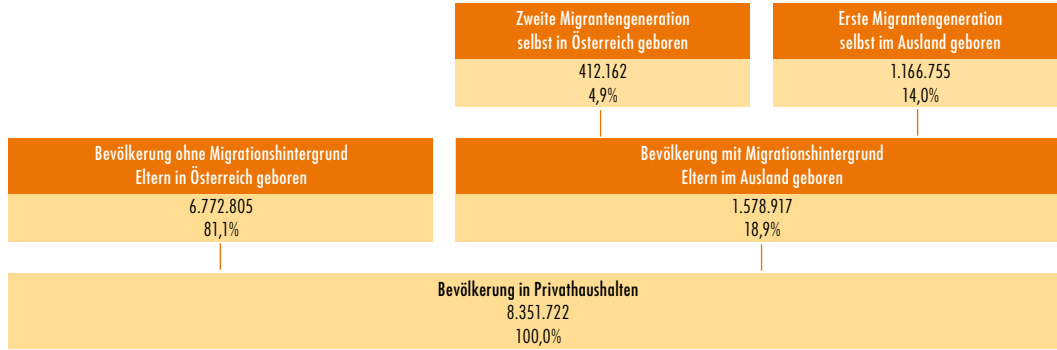 Zweite Migrantengeneration
selbst in Österreich geboren
412.162
4,9%
Erste Migrantengeneration
selbst im Ausland geboren
1.166.755
14,0%
Bevölkerung ohne Migrationshintergrund
Eltern in Österreich geboren
6.772.805
81,1%
Bevölkerung mit Migrationshintergrund
Eltern im Ausland geboren
1.578.917
18,9%
Bevölkerung in Privathaushalten
8.351.722
100,0%